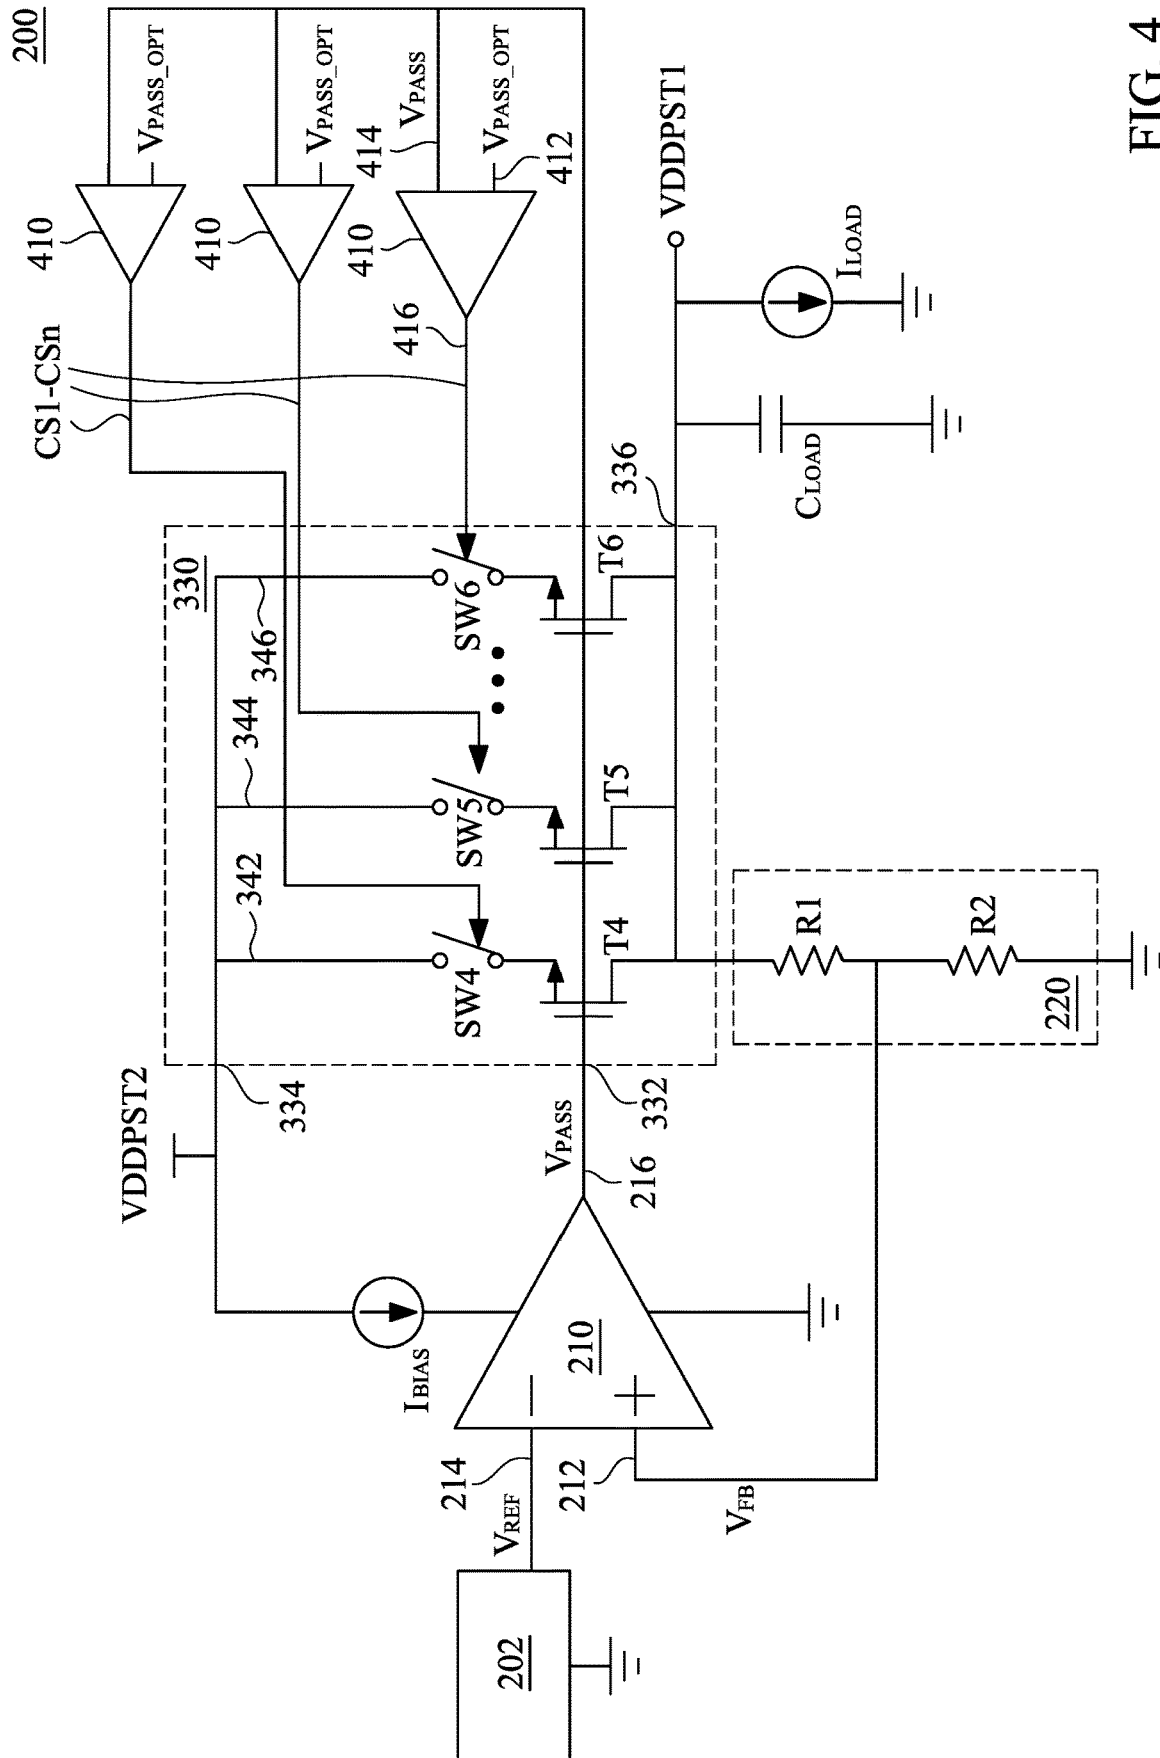 200
VDDPST2
334
342
344
346
330
CS1-CSn
410
VPASS_OPT
410
VPASS_OPT
414
VPASS
410
VPASS_OPT
412
416
IBIAS
SW4
SW5
SW6
202
VREF
214
212
210
VPASS
216
332
T4
T5
T6
336
VDDPST1
VFB
R1
R2
220
CLOAD
ILOAD
FIG. 4